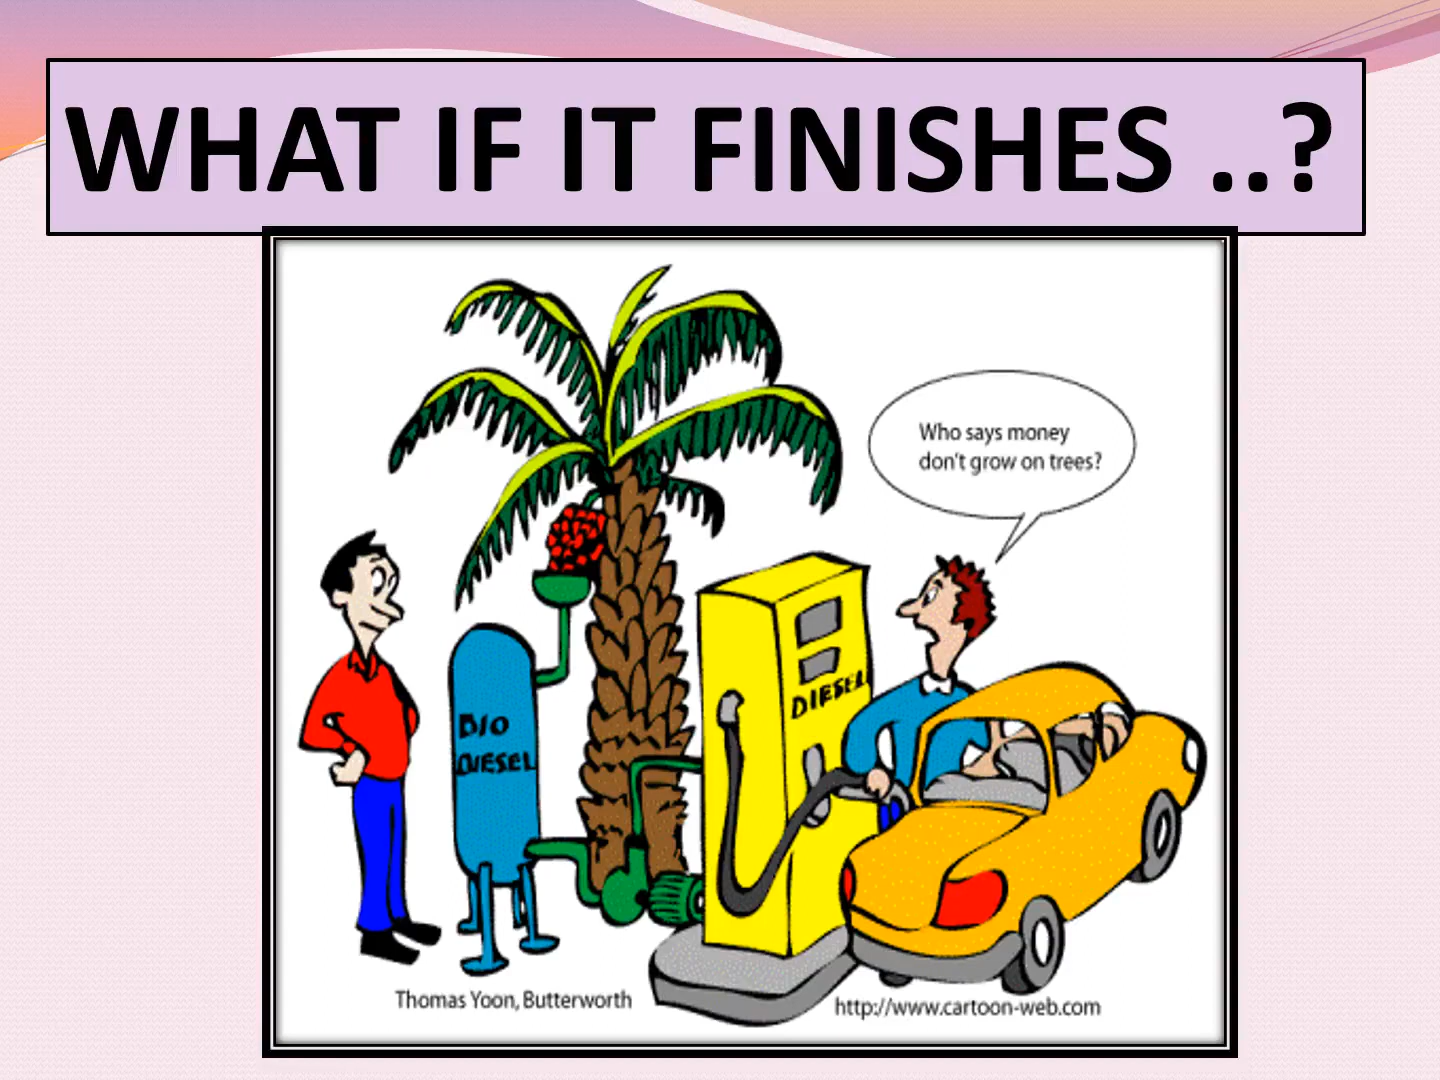 WHAT IF IT FINISHES ..?
Who says money
don't grow on trees?
DIESEL
BIO
DIESEL
Thomas Yoon, Butterworth
http://www.cartoon-web.com